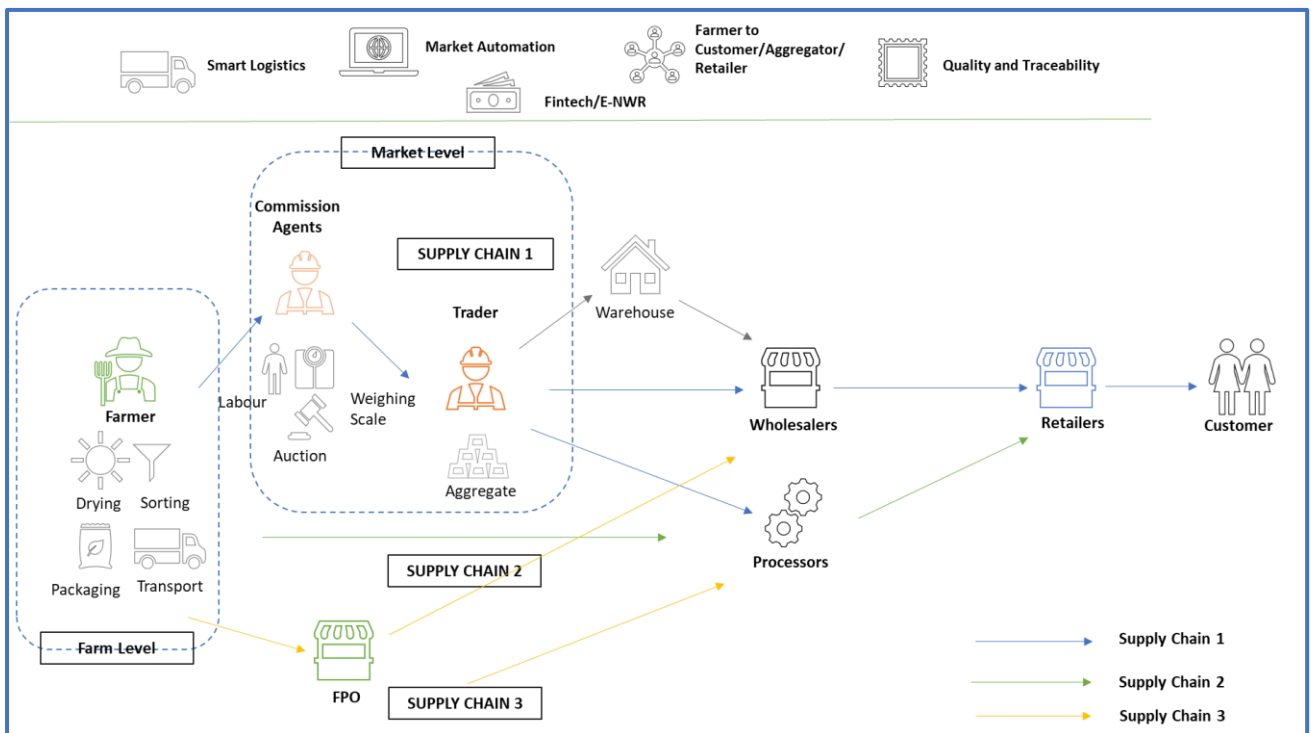 Smart Logistics
Market Automation
Fintech/E-NWR
Farmer to
Customer/Aggregator/
Retailer
Quality and Traceability
Market Level
Commission
Agents
SUPPLY CHAIN 1
Trader
Warehouse
Labour
Weighing
Scale
Auction
Aggregate
Farmer
Drying
Sorting
Packaging
Transport
Farm Level
Wholesalers
Retailers
Customer
Processors
SUPPLY CHAIN 2
FPO
SUPPLY CHAIN 3
Supply Chain 1
Supply Chain 2
Supply Chain 3